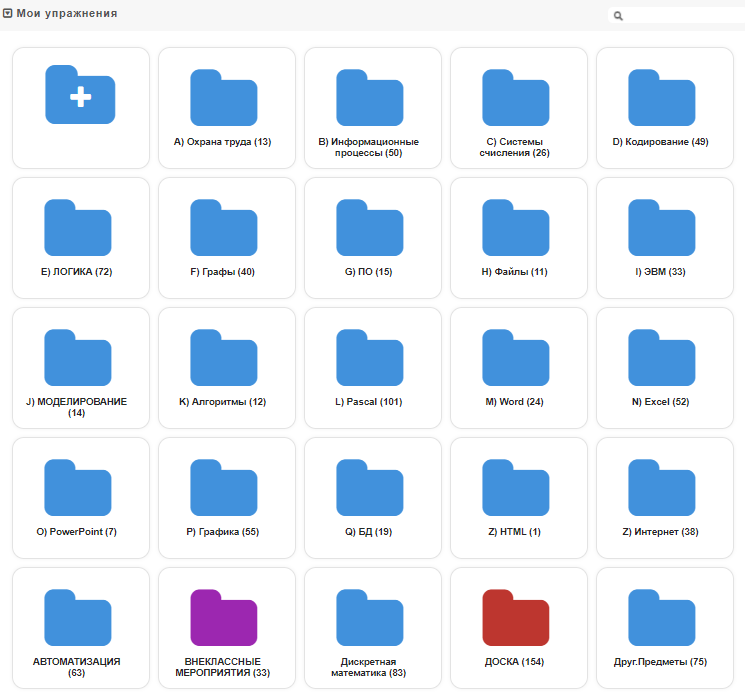 Мои упражнения
A) Охрана труда (13)
B) Информационные
процессы (50)
C) Системы
счисления (26)
D) Кодирование (49)
E) ЛОГИКА (72)
F) Графы (40)
G) ПО (15)
H) Файлы (11)
I) ЭВМ (33)
J) МОДЕЛИРОВАНИЕ
(14)
K) Алгоритмы (12)
L) Pascal (101)
M) Word (24)
N) Excel (52)
O) PowerPoint (7)
P) Графика (55)
Q) БД (19)
Z) HTML (1)
Z) Интернет (38)
АВТОМАТИЗАЦИЯ
(63)
ВНЕКЛАССНЫЕ
МЕРОПРИЯТИЯ (33)
Дискретная
математика (83)
ДОСКА (154)
Друг.Предметы (75)